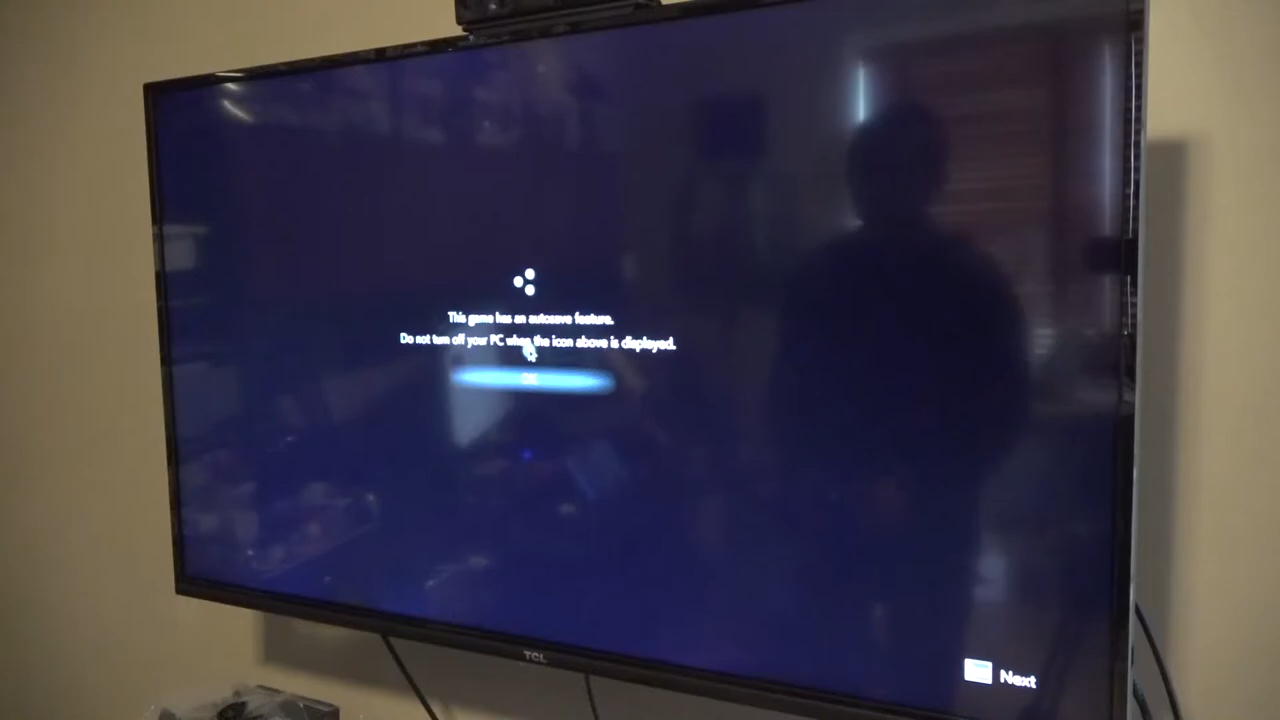 This game has an autosave feature.
Do not turn off your PC when the icon above is displayed.
OK
Next
TCL